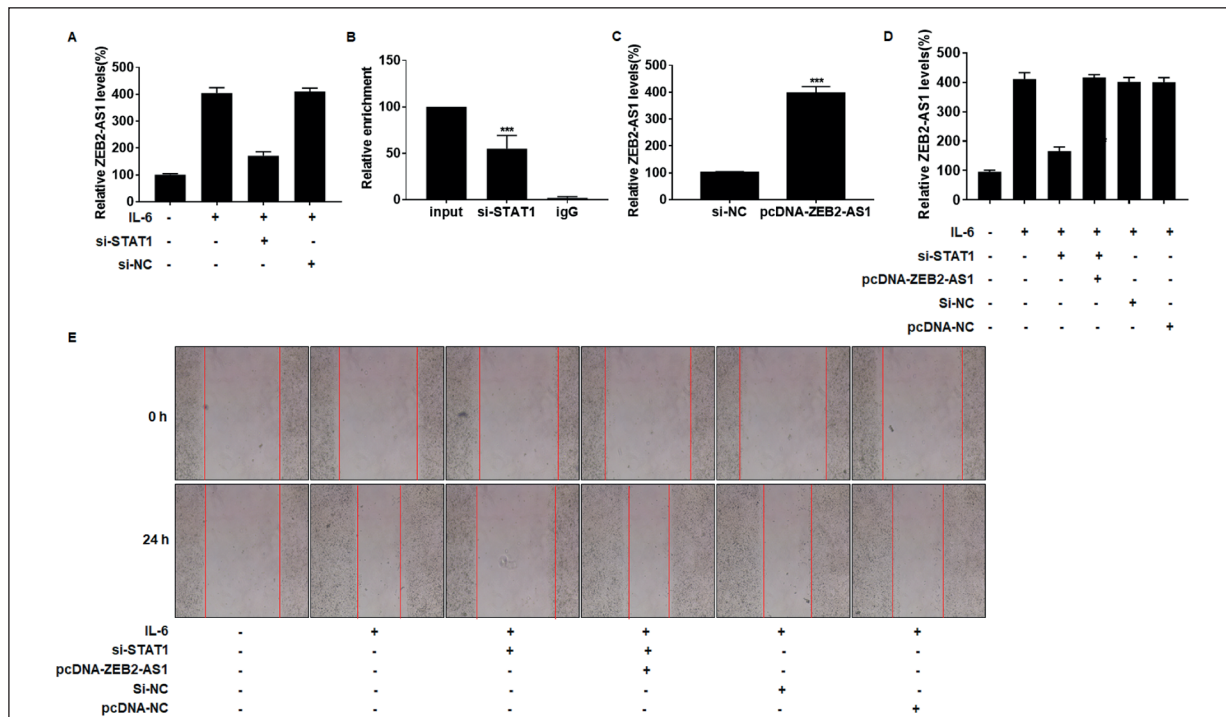 A
Relative ZEB2-AS1 levels(%)
500
400
300
200
100
0
IL-6 - + + +
si-STAT1 - - + -
si-NC - - - +
B
Relative enrichment
150
100
50
0
***
input si-STAT1 igG
C
Relative ZEB2-AS1 levels(%)
500
400
300
200
100
0
***
si-NC pcDNA-ZEB2-AS1
D
Relative ZEB2-AS1 levels(%)
500
400
300
200
100
0
IL-6 - + + + + +
si-STAT1 - - + + - -
pcDNA-ZEB2-AS1 - - - + - -
Si-NC - - - - + -
pcDNA-NC - - - - - +
E
0 h
24 h
IL-6 - + + + + +
si-STAT1 - - + + - -
pcDNA-ZEB2-AS1 - - - + - -
Si-NC - - - - + -
pcDNA-NC - - - - - +